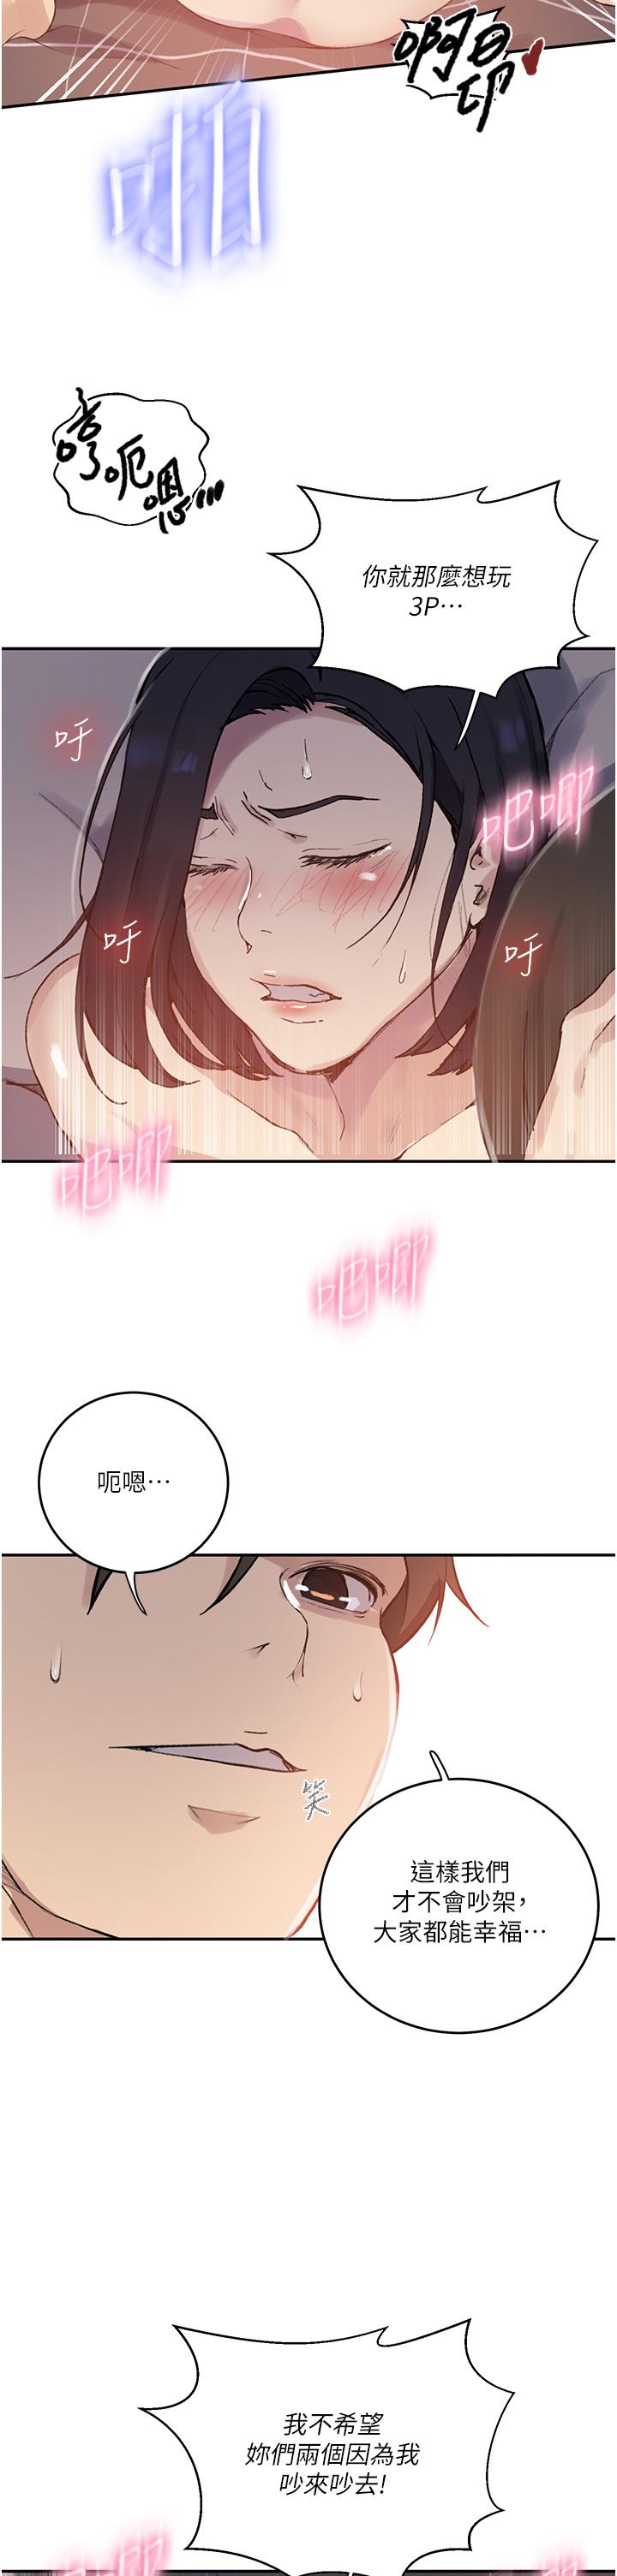 啊昂
啪
哼呃嗯...
你就那麼想玩
3P…
吁
吧唧
吁
吁
吧唧
吧唧
呃嗯…
笑
這樣我們
才不會吵架,
大家都能幸福…
我不希望
妳們兩個因為我
吵來吵去!